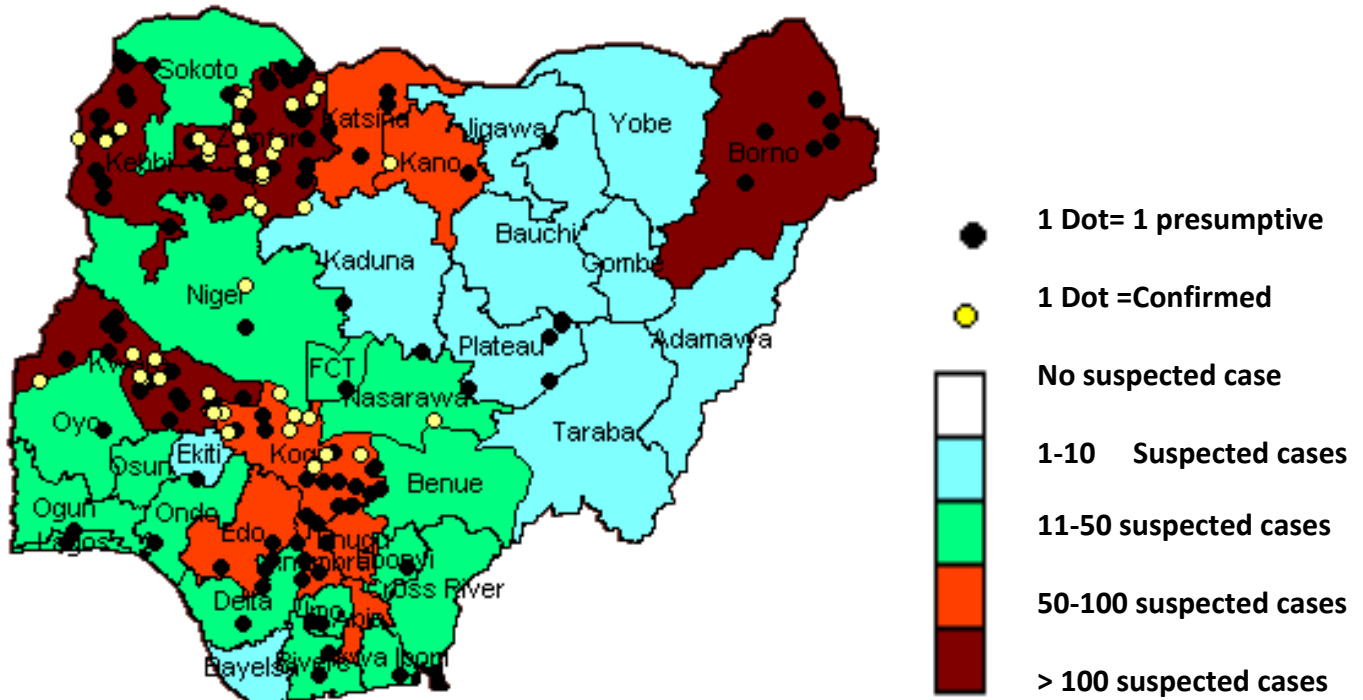 Sokoto
Katsina
Jigawa
Yobe
Borno
Kebbi
Kano
Bauchi
Gombe
Kaduna
Niger
Plateau
Adamawa
FCT
Nasarawa
Taraba
Oyo
Ekiti
Osun
Kogi
Benue
Ogun
Ondo
Edo
Lagos
Cross River
Delta
Bayelsa
1 Dot= 1 presumptive
1 Dot =Confirmed
No suspected case
1-10 Suspected cases
11-50 suspected cases
50-100 suspected cases
> 100 suspected cases